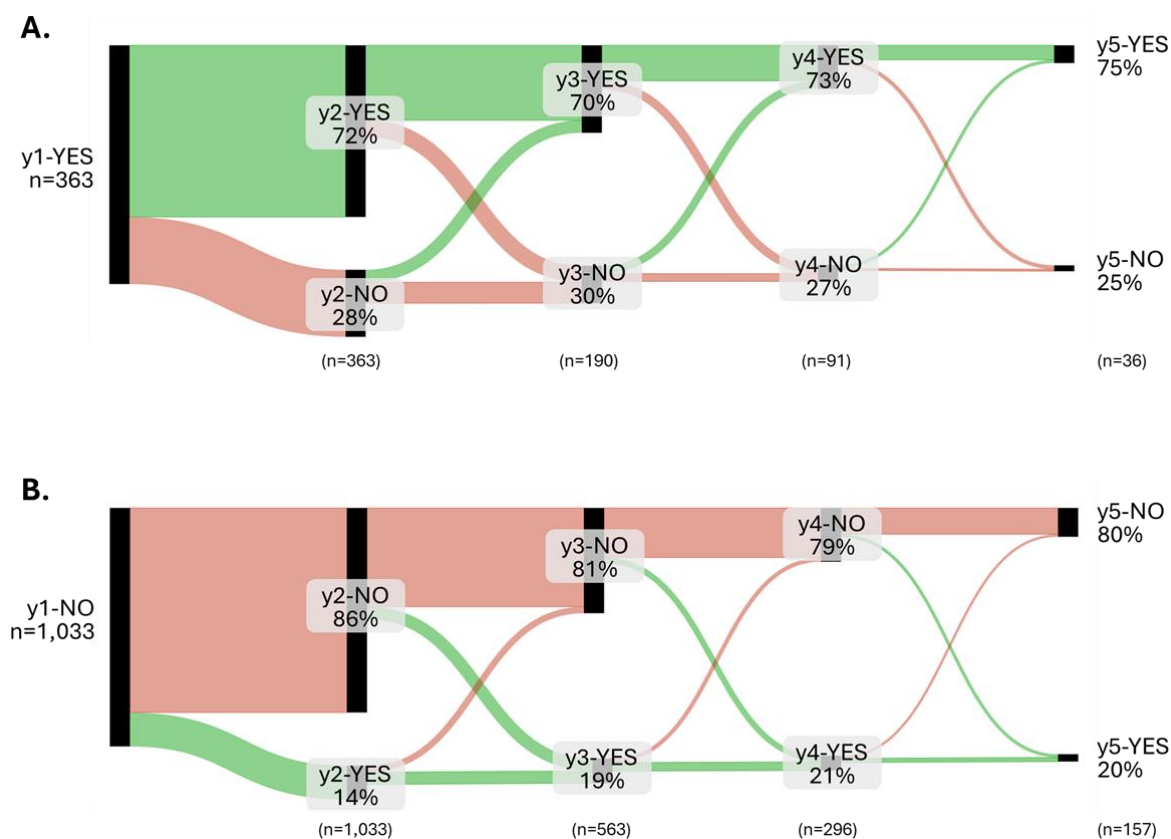 A.
y1-YES
n=363
y2-YES
72%
y2-NO
28%
y3-YES
70%
y3-NO
30%
y4-YES
73%
y4-NO
27%
y5-YES
75%
y5-NO
25%
(n=363)
(n=190)
(n=91)
(n=36)
B.
y1-NO
n=1,033
y2-NO
86%
y2-YES
14%
y3-NO
81%
y3-YES
19%
y4-NO
79%
y4-YES
21%
y5-NO
80%
y5-YES
20%
(n=1,033)
(n=563)
(n=296)
(n=157)